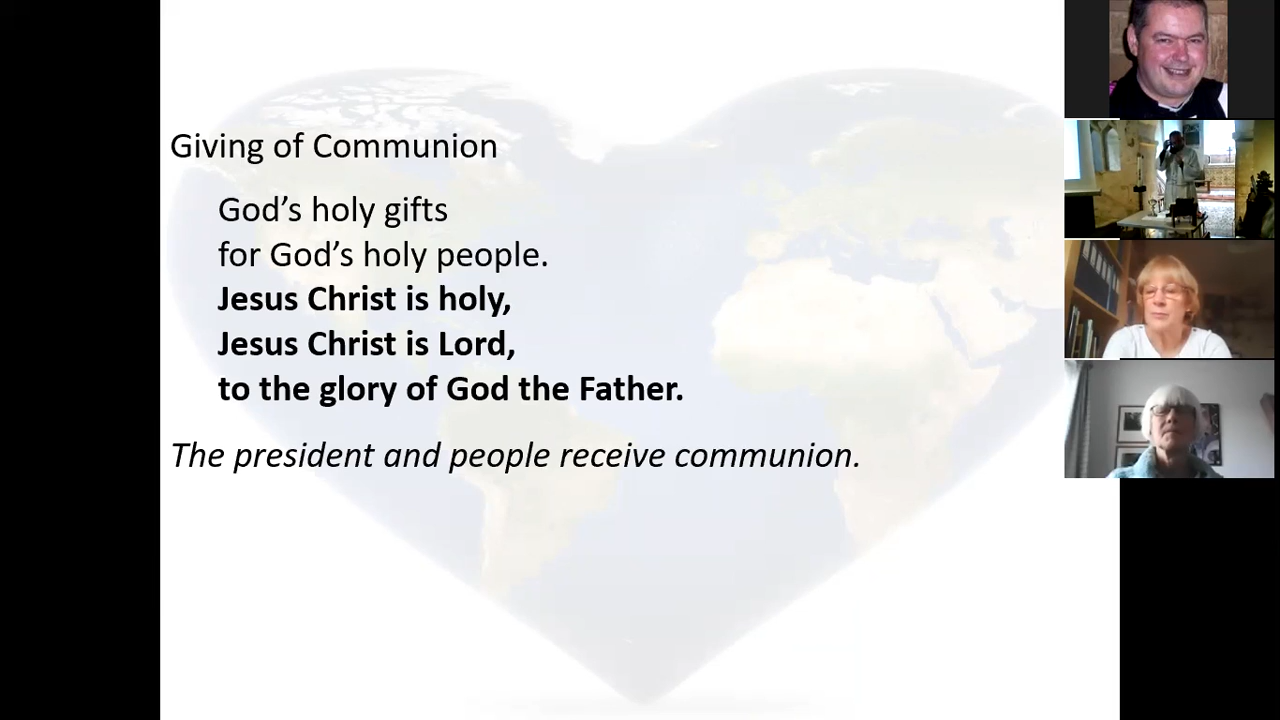 Giving of Communion
God’s holy gifts
for God’s holy people.
Jesus Christ is holy,
Jesus Christ is Lord,
to the glory of God the Father.
The president and people receive communion.